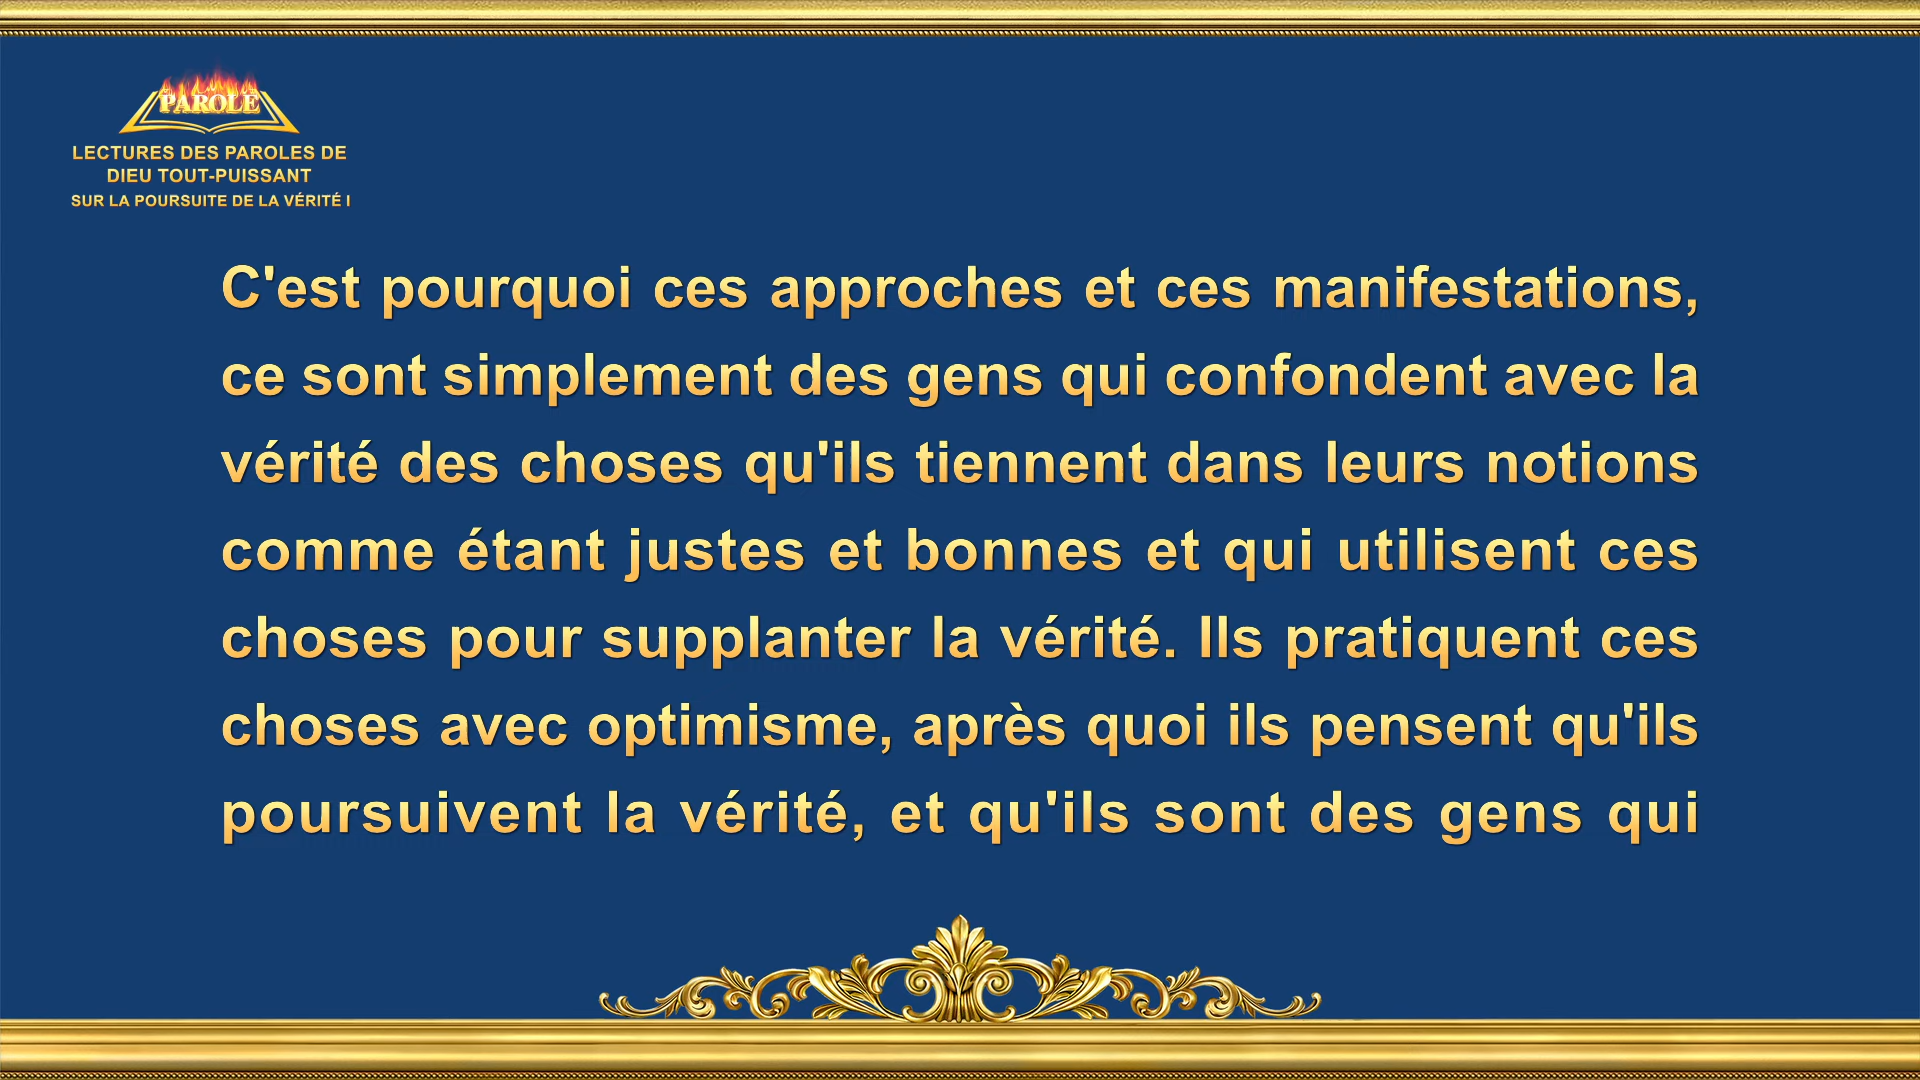 PAROLE
LECTURES DES PAROLES DE
DIEU TOUT-PUISSANT
SUR LA POURSUITE DE LA VÉRITÉ I
C'est pourquoi ces approches et ces manifestations,
ce sont simplement des gens qui confondent avec la
vérité des choses qu'ils tiennent dans leurs notions
comme étant justes et bonnes et qui utilisent ces
choses pour supplanter la vérité. Ils pratiquent ces
choses avec optimisme, après quoi ils pensent qu'ils
poursuivent la vérité, et qu'ils sont des gens qui